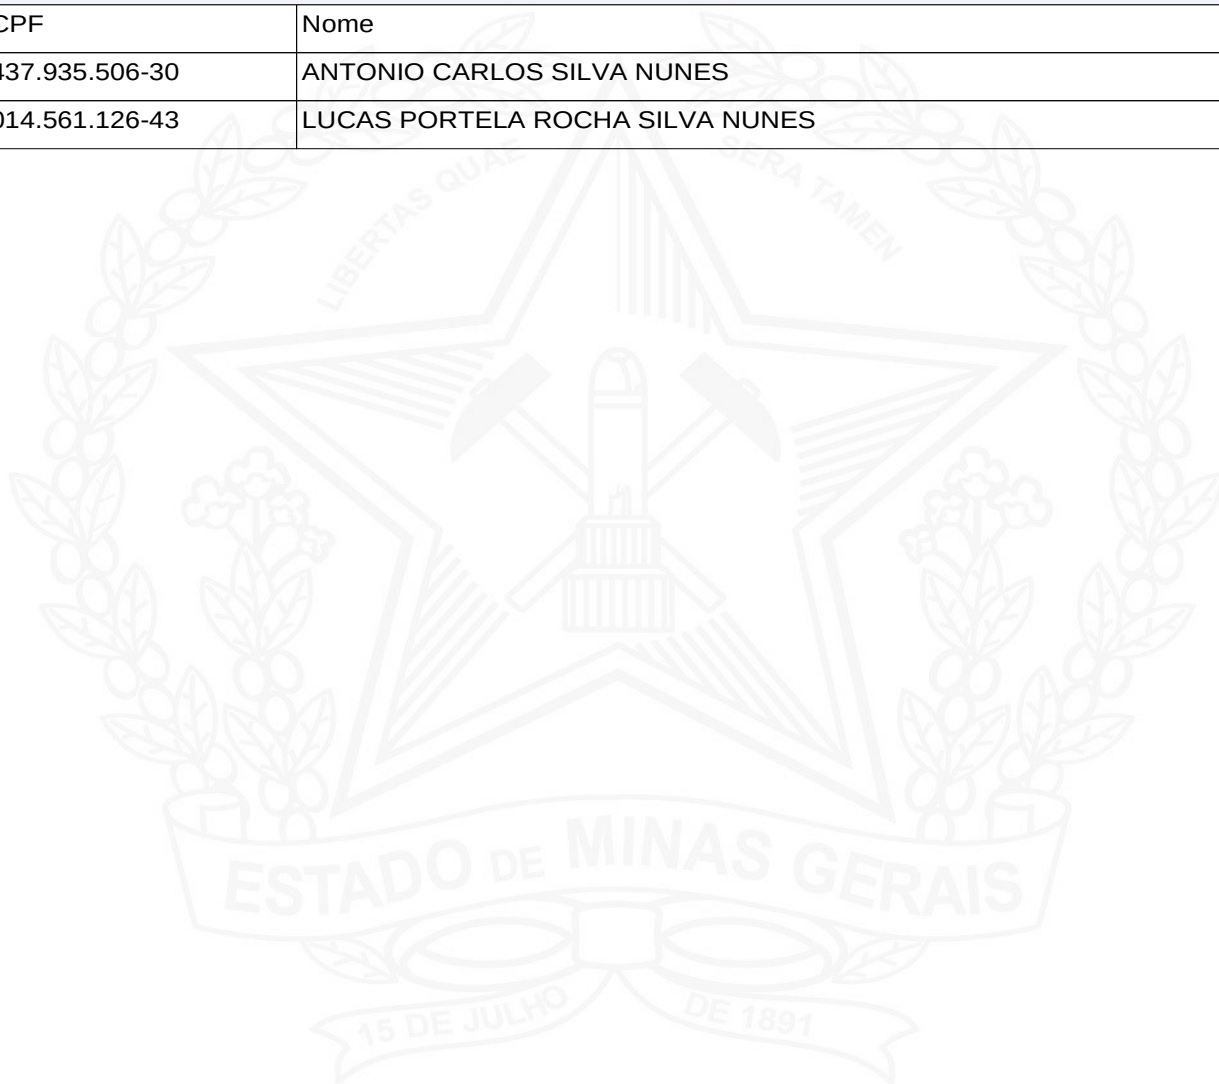 CPF Nome
437.935.506-30 ANTONIO CARLOS SILVA NUNES
014.561.126-43 LUCAS PORTELA ROCHA SILVA NUNES
LIBERTAS QUAE SERA TAMEN
ESTADO DE MINAS GERAIS
15 DE JULHO DE 1891